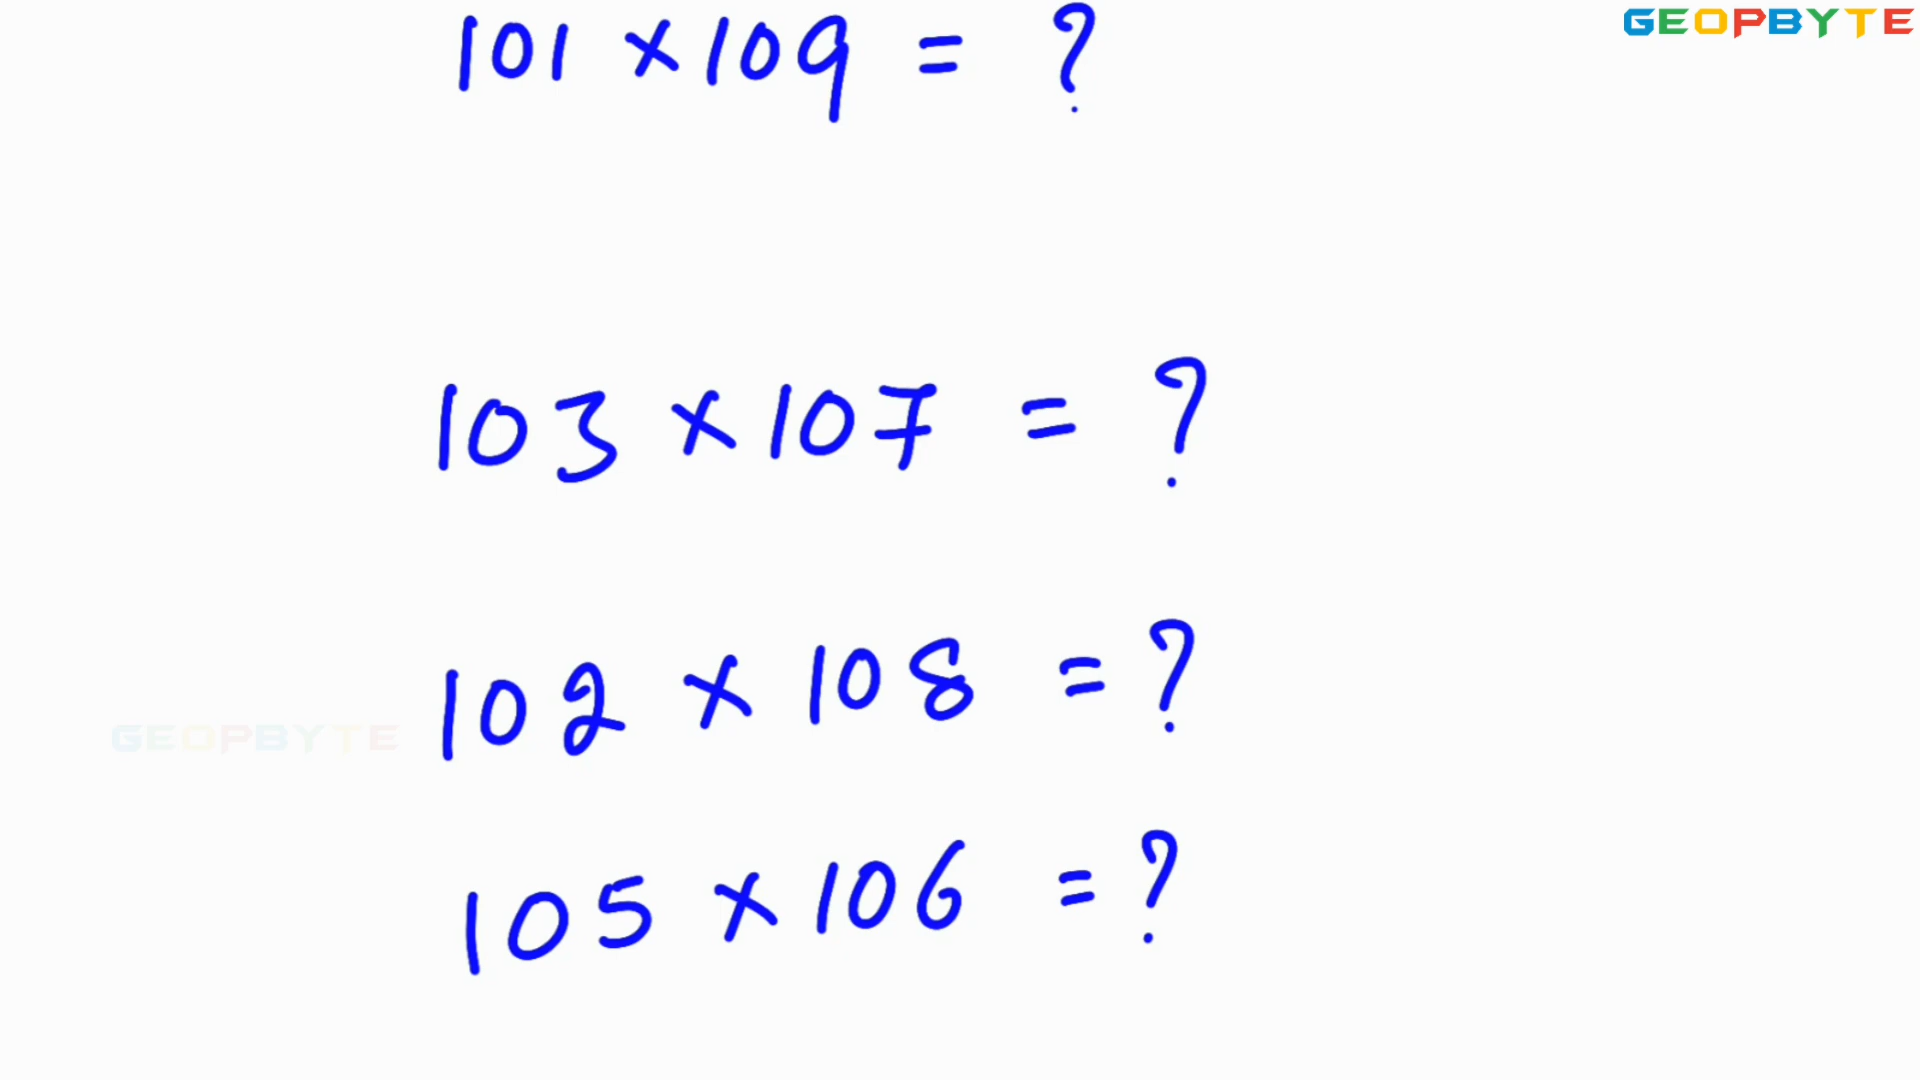 GEOPBYTE
101 × 109 = ?
103 × 107 = ?
102 × 108 = ?
GEOPBYTE
105 × 106 = ?